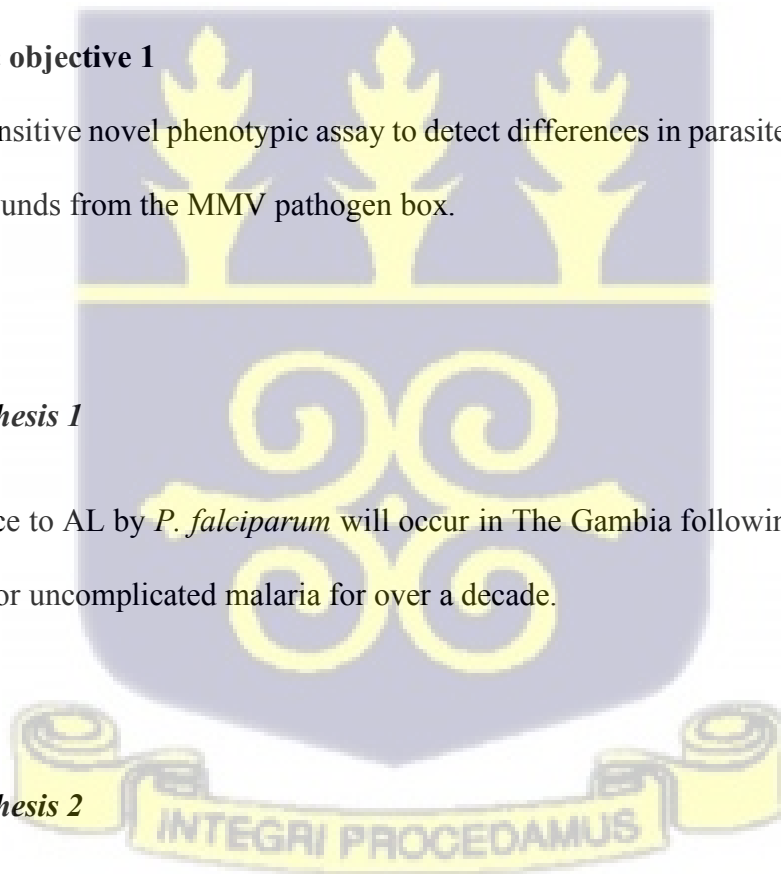 objective 1
nsitive novel phenotypic assay to detect differences in parasite
ounds from the MMV pathogen box.
hesis 1
ce to AL by P. falciparum will occur in The Gambia followin
or uncomplicated malaria for over a decade.
hesis 2
INTEGRI PROCEDAMUS